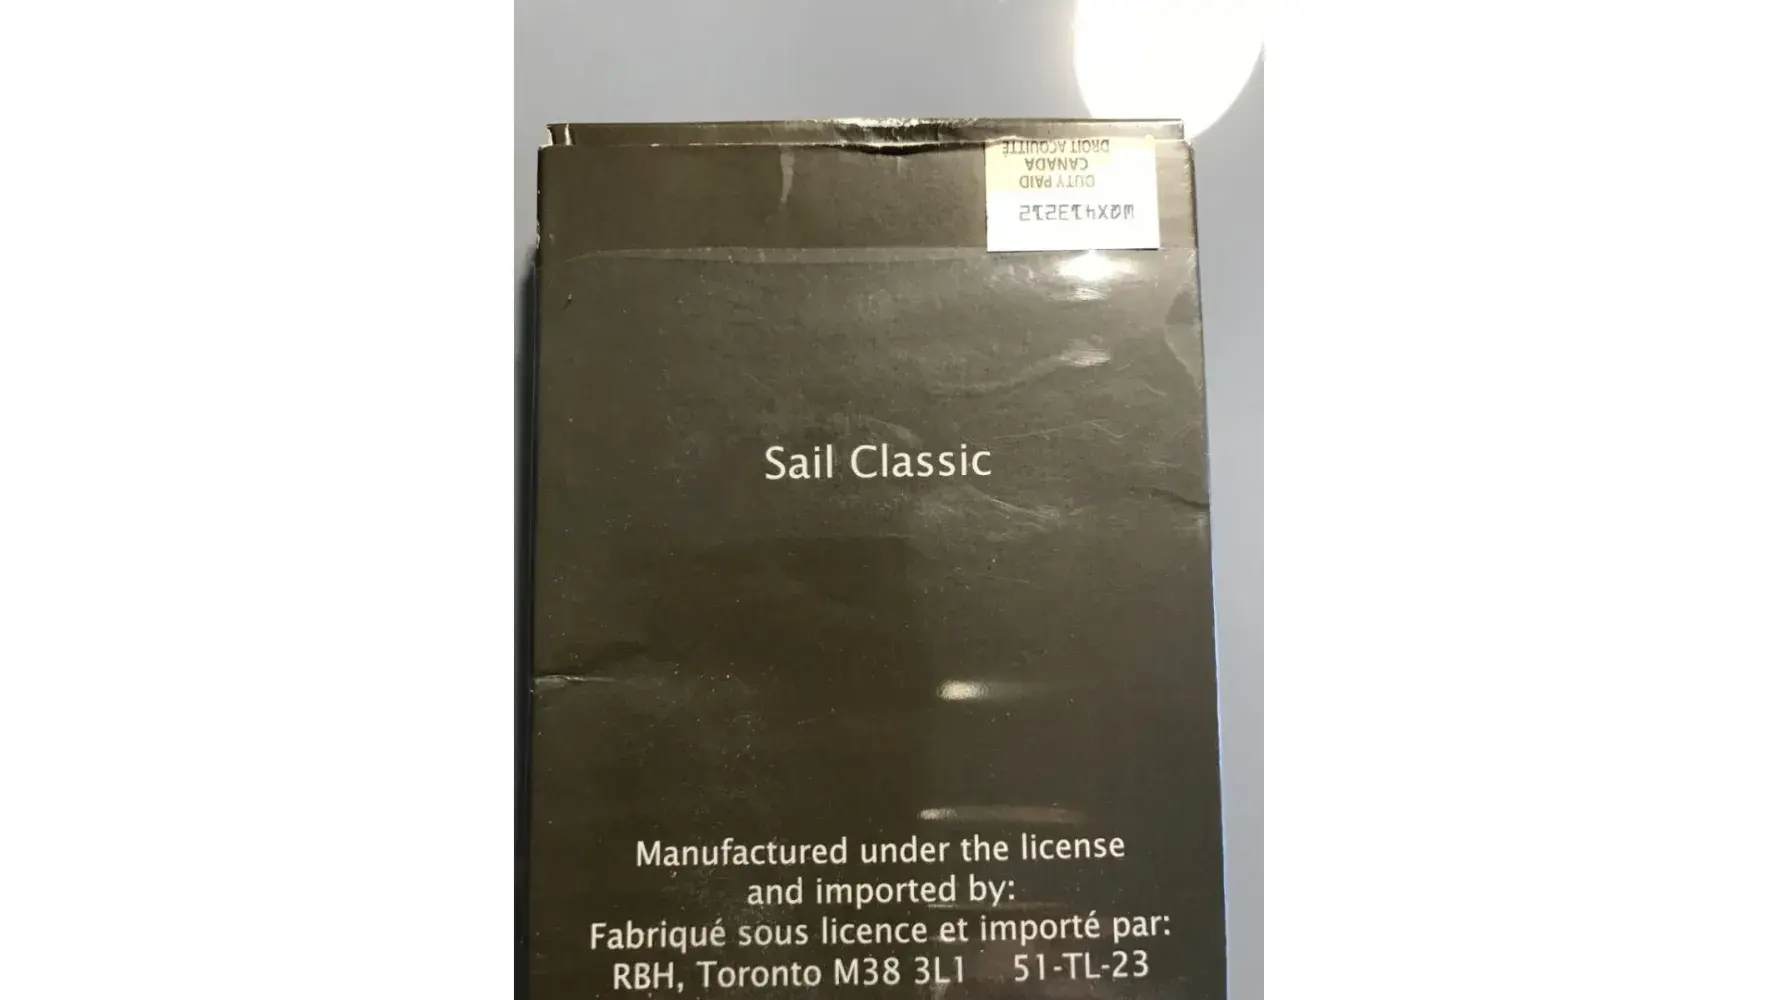 WQX413212
DUTY PAID
CANADA
DROIT ACQUITTÉ
Sail Classic
Manufactured under the license
and imported by:
Fabriqué sous licence et importé par:
RBH, Toronto M38 3L1 51-TL-23